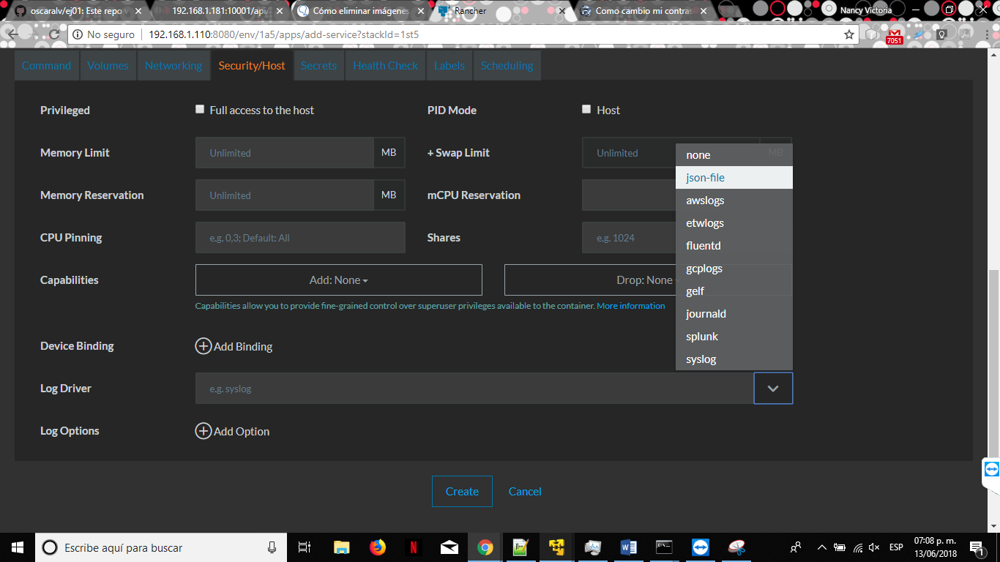 oscaralv/ej01: Este repo v
192.168.1.181:10001/api/
Cómo eliminar imágenes
Rancher
Como cambio mi contras
Nancy Victoria
No seguro
192.168.1.110:8080/env/1a5/apps/add-service?stackId=1st5
7051
Command Volumes Networking Security/Host Secrets Health Check Labels Scheduling
Privileged Full access to the host PID Mode Host
Memory Limit Unlimited MB + Swap Limit Unlimited MB
Memory Reservation Unlimited MB mCPU Reservation
CPU Pinning e.g. 0,3; Default: All Shares e.g. 1024
Capabilities Add: None Drop: None
Capabilities allow you to provide fine-grained control over superuser privileges available to the container. More information
Device Binding Add Binding
none
json-file
awslogs
etwlogs
fluentd
gcplogs
gelf
journald
splunk
syslog
Log Driver e.g. syslog
Log Options Add Option
Create Cancel
Escribe aquí para buscar
ESP
07:08 p. m.
13/06/2018
1